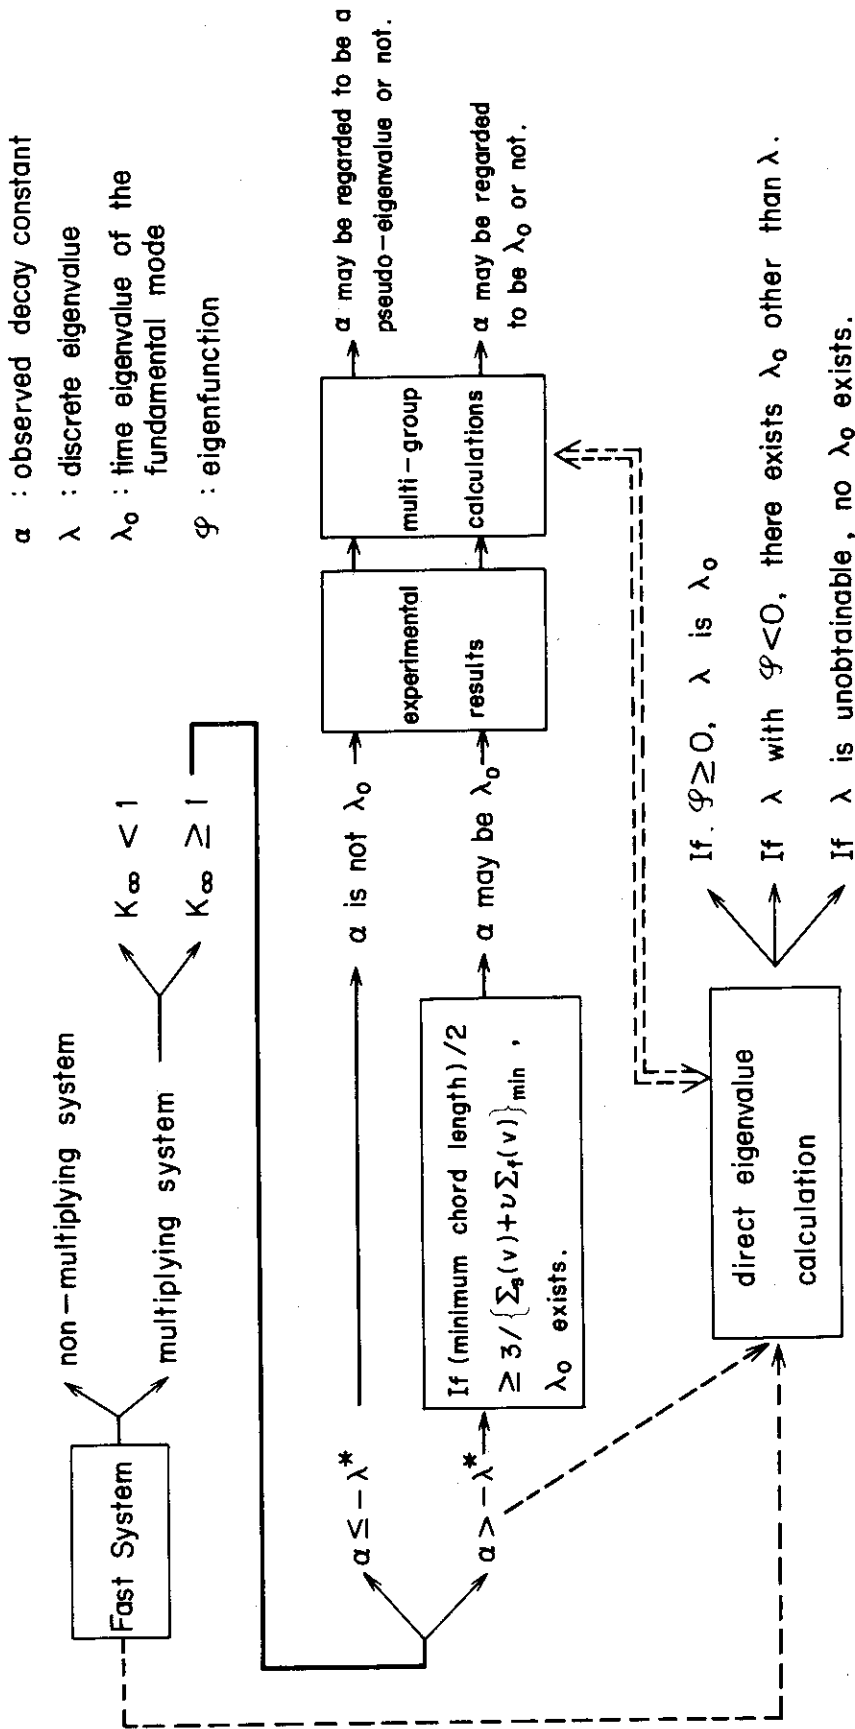 α : observed decay constant
λ : discrete eigenvalue
λ₀ : time eigenvalue of the
fundamental mode
φ : eigenfunction
Fast System
non-multiplying system
multiplying system
K∞ < 1
K∞ ≥ 1
α ≤ -λ*
α is not λ₀
α > -λ*
If (minimum chord length)/2
≥ 3/{Σs(v)+υΣf(v)}min ,
λ₀ exists.
α may be λ₀
experimental
results
multi-group
calculations
α may be regarded to be a
pseudo-eigenvalue or not.
α may be regarded
to be λ₀ or not.
direct eigenvalue
calculation
If. φ≥0, λ is λ₀
If λ with φ<0, there exists λ₀ other than λ.
If λ is unobtainable, no λ₀ exists.